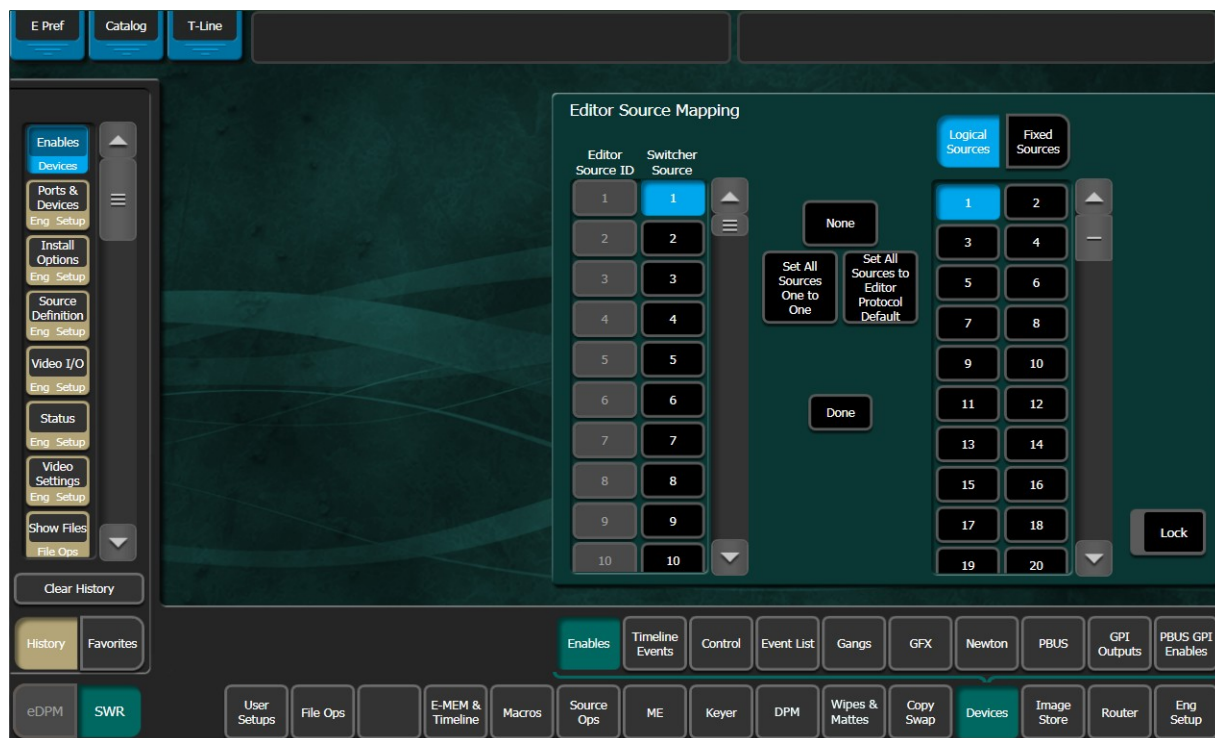 E Pref
Catalog
T-Line
Enables
Devices
Ports &
Devices
Eng Setup
Install
Options
Eng Setup
Source
Definition
Eng Setup
Video I/O
Eng Setup
Status
Eng Setup
Video
Settings
Eng Setup
Show Files
File Ops
Clear History
History
Favorites
Editor Source Mapping
Editor
Source ID
Switcher
Source
1 1
2 2
3 3
4 4
5 5
6 6
7 7
8 8
9 9
10 10
None
Set All
Sources
One to
One
Set All
Sources to
Editor
Protocol
Default
Done
Logical
Sources
Fixed
Sources
1 2
3 4
5 6
7 8
9 10
11 12
13 14
15 16
17 18
19 20
Lock
Enables
Timeline
Events
Control
Event List
Gangs
GFX
Newton
PBUS
GPI
Outputs
PBUS GPI
Enables
eDPM
SWR
User
Setups
File Ops
E-MEM &
Timeline
Macros
Source
Ops
ME
Keyer
DPM
Wipes &
Mattes
Copy
Swap
Devices
Image
Store
Router
Eng
Setup